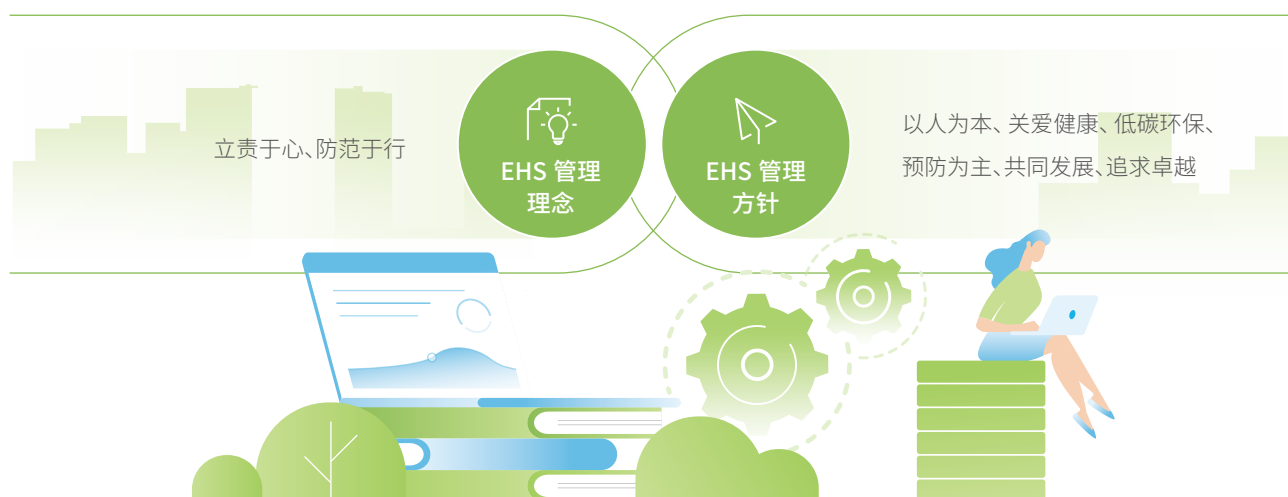 立责于心、防范于行
EHS 管理
理念
EHS 管理
方针
以人为本、关爱健康、低碳环保、
预防为主、共同发展、追求卓越